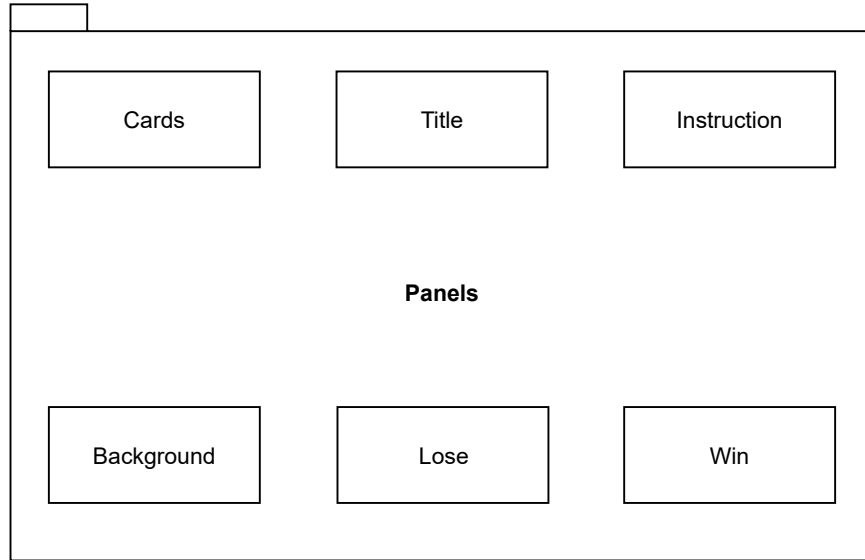 Cards
Title
Instruction
Panels
Background
Lose
Win